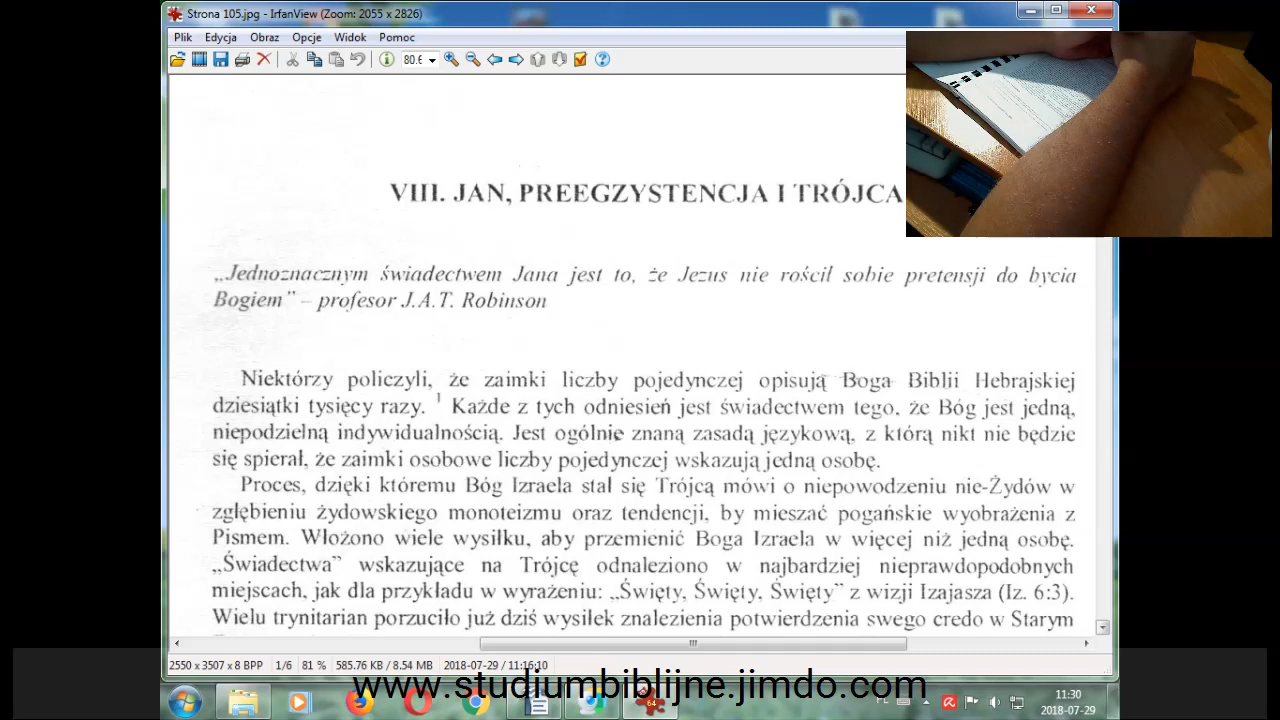 Strona 105.jpg - IrfanView (Zoom: 2055 x 2826)
Plik Edycja Obraz Opcje Widok Pomoc
80.6
VIII. JAN, PREEGZYSTENCJA I TRÓJCA
„Jednoznacznym świadectwem Jana jest to, że Jezus nie rościł sobie pretensji do bycia
Bogiem” – profesor J.A.T. Robinson
Niektórzy policzyli, że zaimki liczby pojedynczej opisują Boga Biblii Hebrajskiej
dziesiątki tysięcy razy. 1 Każde z tych odniesień jest świadectwem tego, że Bóg jest jedną,
niepodzielną indywidualnością. Jest ogólnie znaną zasadą językową, z którą nikt nie będzie
się spierał, że zaimki osobowe liczby pojedynczej wskazują jedną osobę.
Proces, dzięki któremu Bóg Izraela stał się Trójcą mówi o niepowodzeniu nie-Żydów w
zgłębieniu żydowskiego monoteizmu oraz tendencji, by mieszać pogańskie wyobrażenia z
Pismem. Włożono wiele wysiłku, aby przemienić Boga Izraela w więcej niż jedną osobę.
„Świadectwa” wskazujące na Trójcę odnaleziono w najbardziej nieprawdopodobnych
miejscach, jak dla przykładu w wyrażeniu: „Święty, Święty, Święty” z wizji Izajasza (Iz. 6:3).
Wielu trynitarian porzuciło już dziś wysiłek znalezienia potwierdzenia swego credo w Starym
2550 x 3507 x 8 BPP 1/6 81 % 585.76 KB / 8.54 MB 2018-07-29 / 11:16:10
www.studiumbiblijne.jimdo.com
64
PL
11:30
2018-07-29